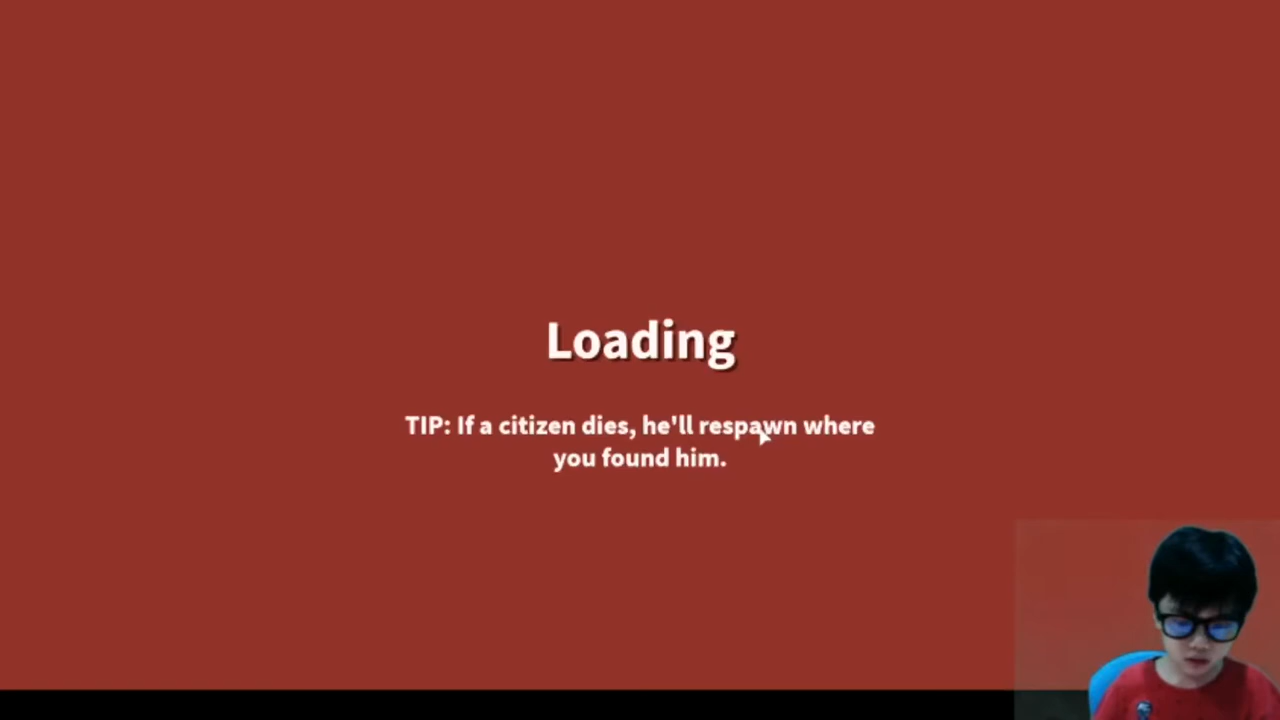 Loading
TIP: If a citizen dies, he'll respawn where
you found him.